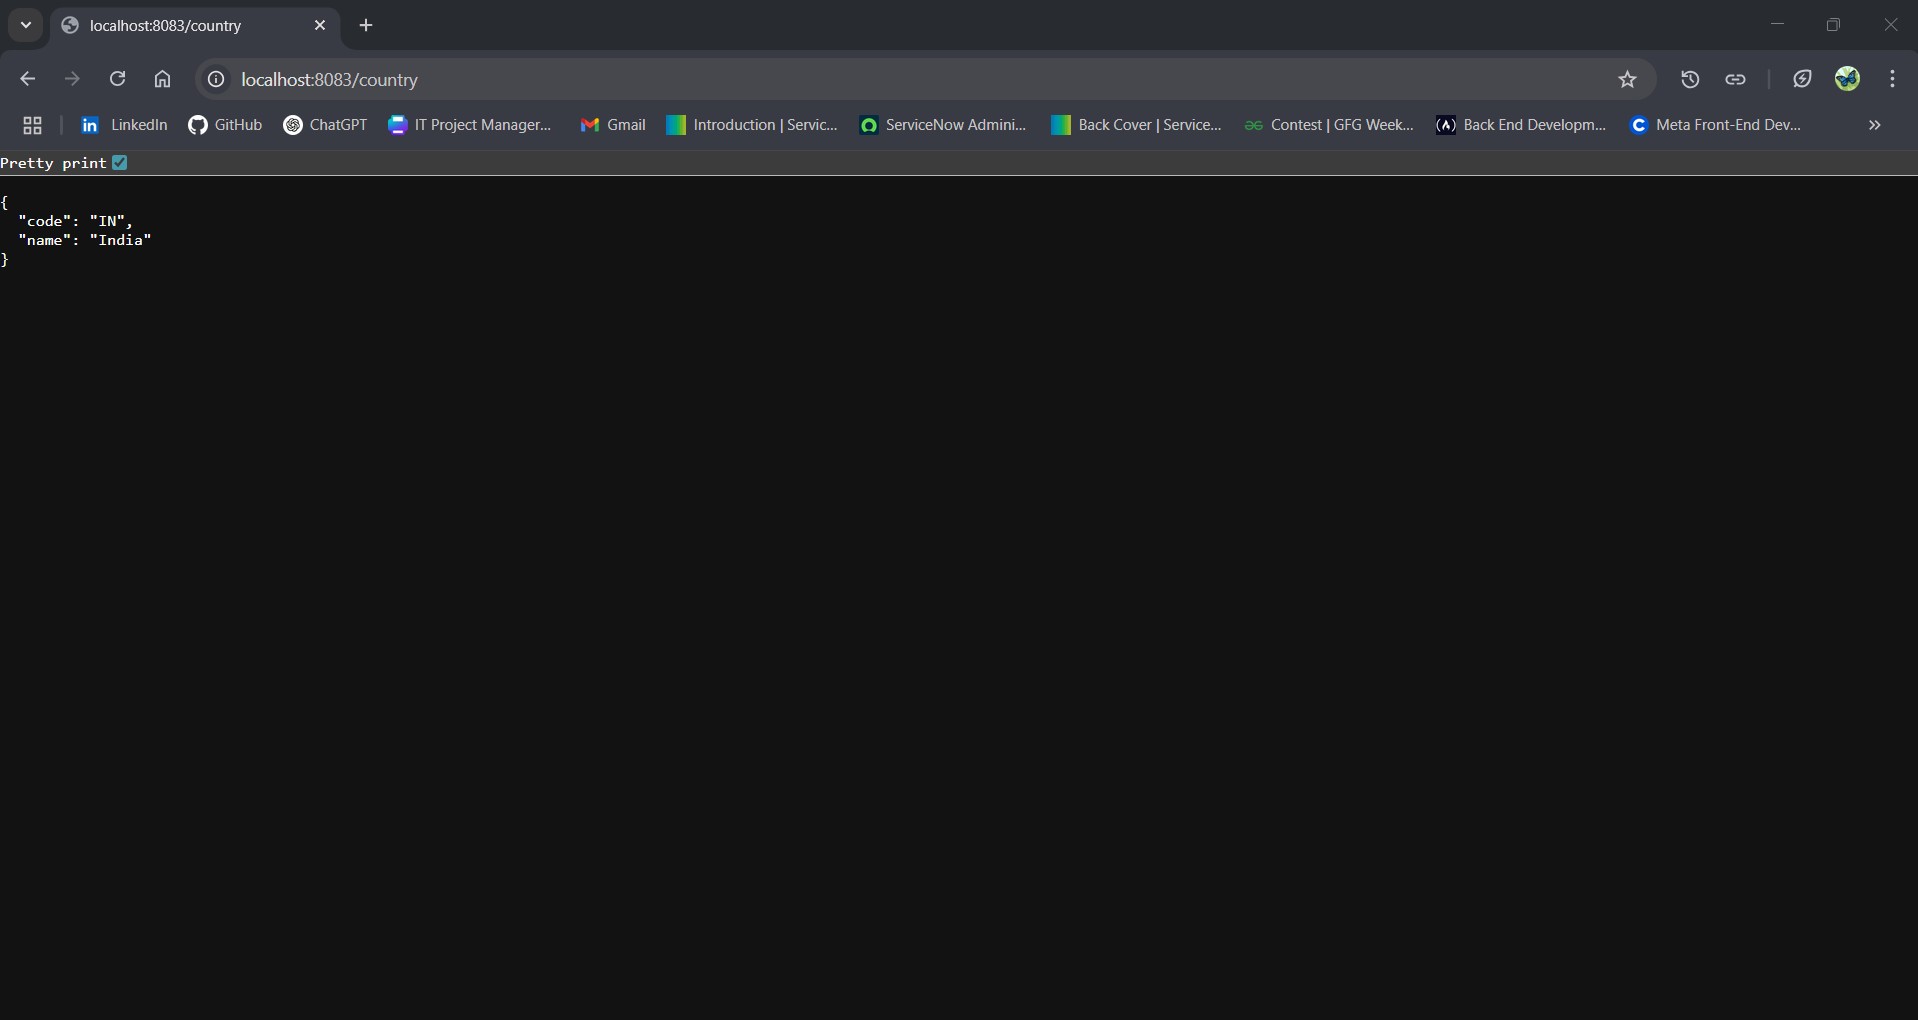 localhost:8083/country
localhost:8083/country
LinkedIn GitHub ChatGPT IT Project Manager... Gmail Introduction | Servic... ServiceNow Admini... Back Cover | Service... Contest | GFG Week... Back End Developm... Meta Front-End Dev...
Pretty print
{
"code": "IN",
"name": "India"
}